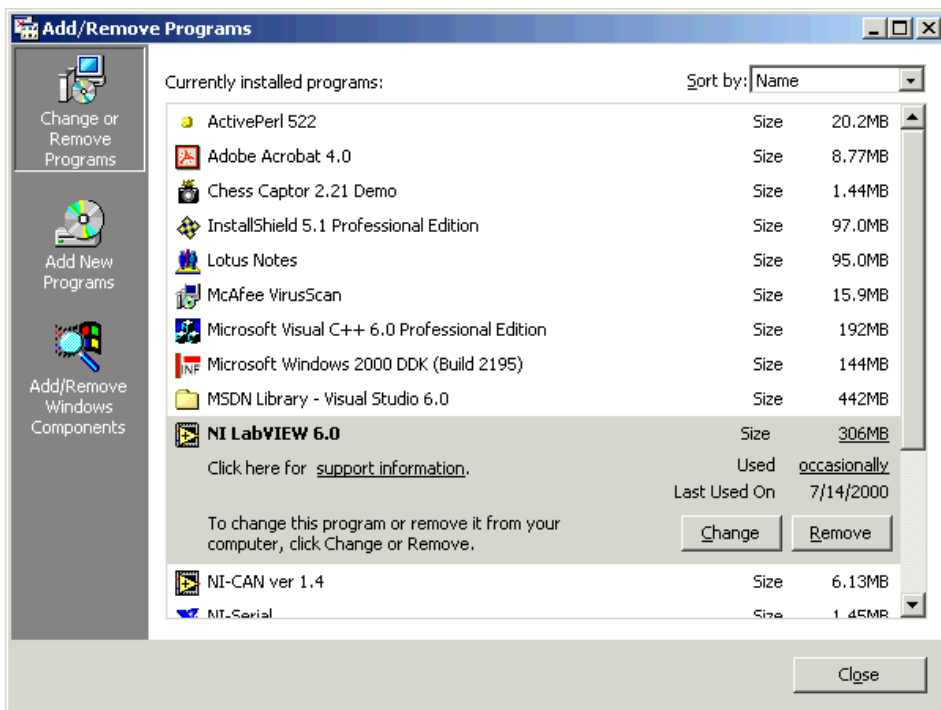 Add/Remove Programs
Change or
Remove
Programs
Add New
Programs
Add/Remove
Windows
Components
Currently installed programs:
Sort by: Name
ActivePerl 522 Size 20.2MB
Adobe Acrobat 4.0 Size 8.77MB
Chess Captor 2.21 Demo Size 1.44MB
InstallShield 5.1 Professional Edition Size 97.0MB
Lotus Notes Size 95.0MB
McAfee VirusScan Size 15.9MB
Microsoft Visual C++ 6.0 Professional Edition Size 192MB
INF Microsoft Windows 2000 DDK (Build 2195) Size 144MB
MSDN Library - Visual Studio 6.0 Size 442MB
NI LabVIEW 6.0 Size 306MB
Click here for support information. Used occasionally
Last Used On 7/14/2000
To change this program or remove it from your
computer, click Change or Remove.
Change Remove
NI-CAN ver 1.4 Size 6.13MB
NI-Serial Size 1.45MB
Close